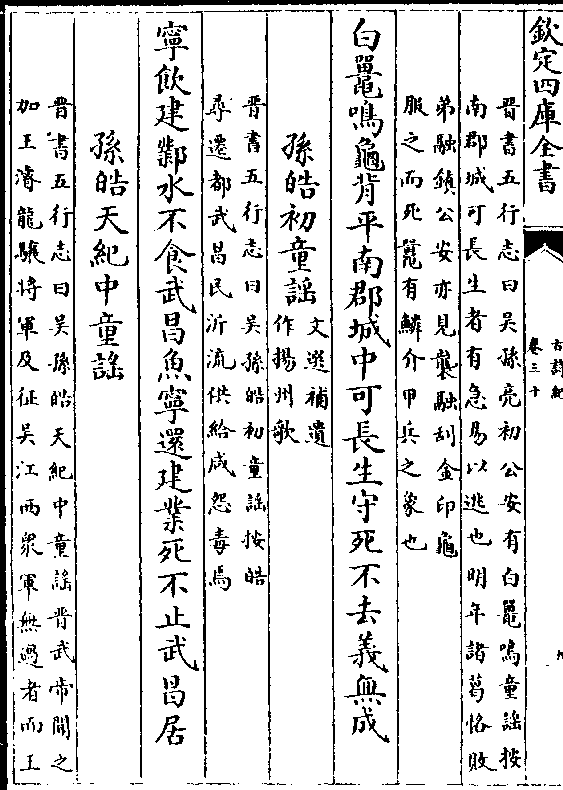 欽定四庫全書
古詩紀
卷三十
晉書五行志曰吴孫亮初公安有白鼉鳴童謡按
南郡城可長生者有急易以逃也明年諸葛恪敗
弟融鎮公安亦見襲融刮金印龜
服之而死鼉有鱗介甲兵之象也
白鼉鳴龜背平南郡城中可長生守死不去義無成
孫皓初童謡
文選補遺
作揚州歌
晉書五行志曰吴孫皓初童謡按皓
尋遷都武昌民泝流供給咸怨毒焉
寧飲建鄴水不食武昌魚寧還建業死不止武昌居
孫皓天紀中童謡
晉書五行志曰吴孫皓天紀中童謡晉武帝聞之
加王濬龍驤將軍及征吴江西衆軍無過者而王